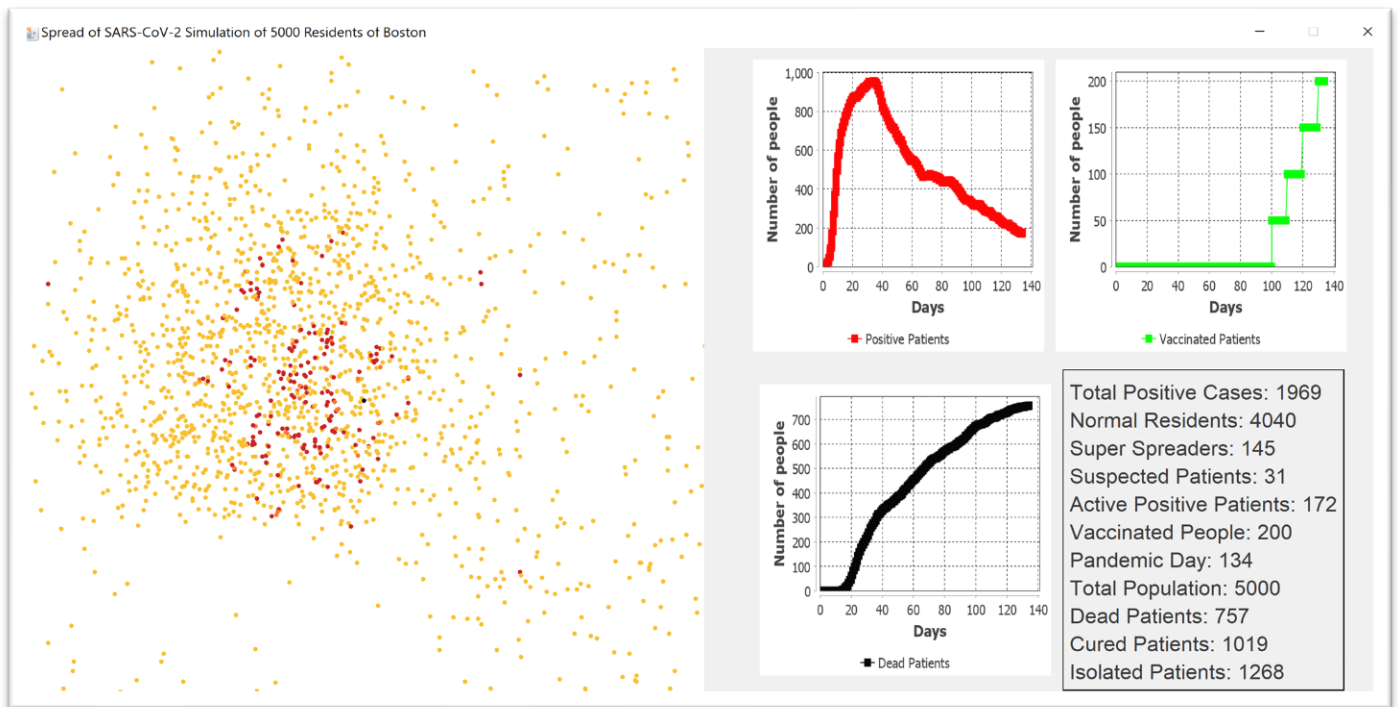 Spread of SARS-CoV-2 Simulation of 5000 Residents of Boston
Number of people
1,000
800
600
400
200
0
0 20 40 60 80 100 120 140
Days
Positive Patients
Number of people
200
150
100
50
0
0 20 40 60 80 100 120 140
Days
Vaccinated Patients
Number of people
700
600
500
400
300
200
100
0
0 20 40 60 80 100 120 140
Days
Dead Patients
Total Positive Cases: 1969
Normal Residents: 4040
Super Spreaders: 145
Suspected Patients: 31
Active Positive Patients: 172
Vaccinated People: 200
Pandemic Day: 134
Total Population: 5000
Dead Patients: 757
Cured Patients: 1019
Isolated Patients: 1268